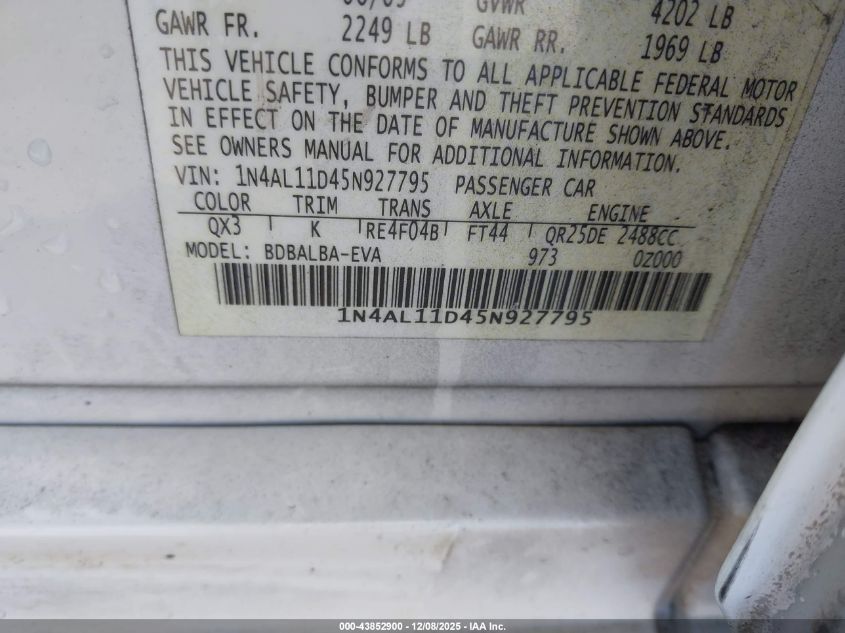 GVWR 4202 LB
GAWR FR. 2249 LB GAWR RR. 1969 LB
THIS VEHICLE CONFORMS TO ALL APPLICABLE FEDERAL MOTOR
VEHICLE SAFETY, BUMPER AND THEFT PREVENTION STANDARDS
IN EFFECT ON THE DATE OF MANUFACTURE SHOWN ABOVE.
SEE OWNERS MANUAL FOR ADDITIONAL INFORMATION.
VIN: 1N4AL11D45N927795 PASSENGER CAR
COLOR TRIM TRANS AXLE ENGINE
QX3 K RE4F04B FT44 QR25DE 2488CC
MODEL: BDBALBA-EVA 973 0Z000
1N4AL11D45N927795
000-43852900 - 12/08/2025 - IAA Inc.